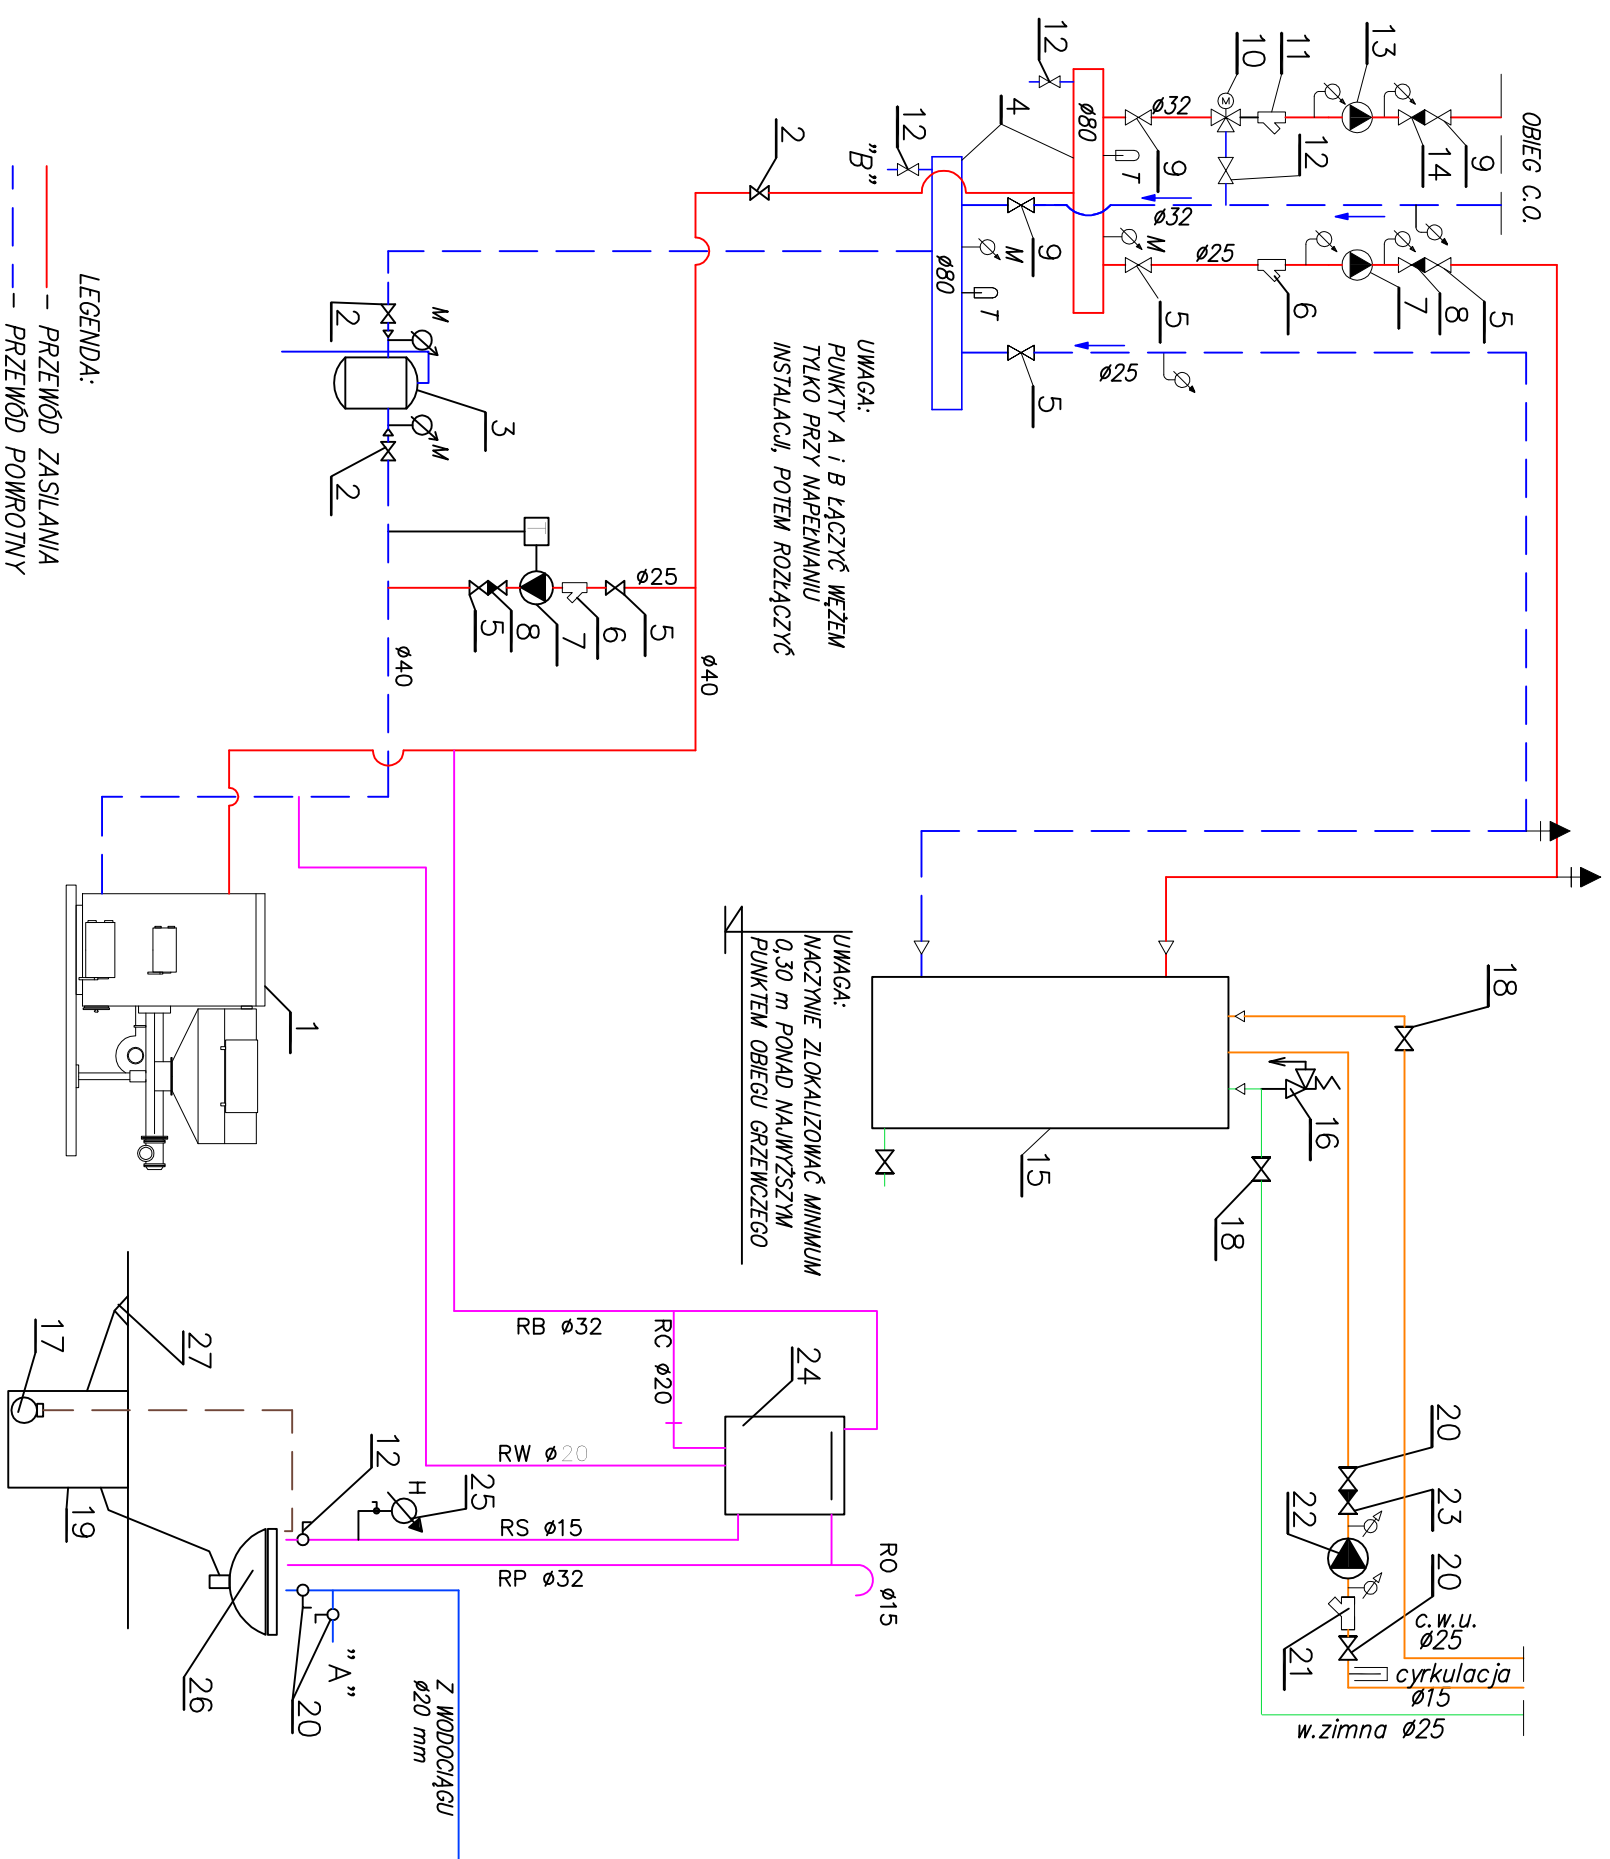 OBIEG C.O.
13
11
10
12
12
4
"B"
2
ø32
ø80
T
9
12
14
9
ø32
M
ø25
9
M
ø80
T
5
6
7
8
5
ø25
5
12
UWAGA:
PUNKTY A i B ŁĄCZYĆ WĘŻEM
TYLKO PRZY NAPEŁNIANIU
INSTALACJI, POTEM ROZŁĄCZYĆ
M
2
3
M
2
ø25
5
8
7
6
5
ø40
ø40
LEGENDA:
– PRZEWÓD ZASILANIA
– PRZEWÓD POWROTNY
1
UWAGA:
NACZYNIE ZLOKALIZOWAĆ MINIMUM
0,30 m PONAD NAJWYŻSZYM
PUNKTEM OBIEGU GRZEWCZEGO
18
16
15
18
RB ø32
RC ø20
24
RW ø20
RS ø15
RP ø32
RO ø15
12
25
H
17
27
19
26
20
"A"
Z WODOCIĄGU
ø20 mm
20
23
22
20
21
c.w.u.
ø25
cyrkulacja
ø15
w.zimna ø25